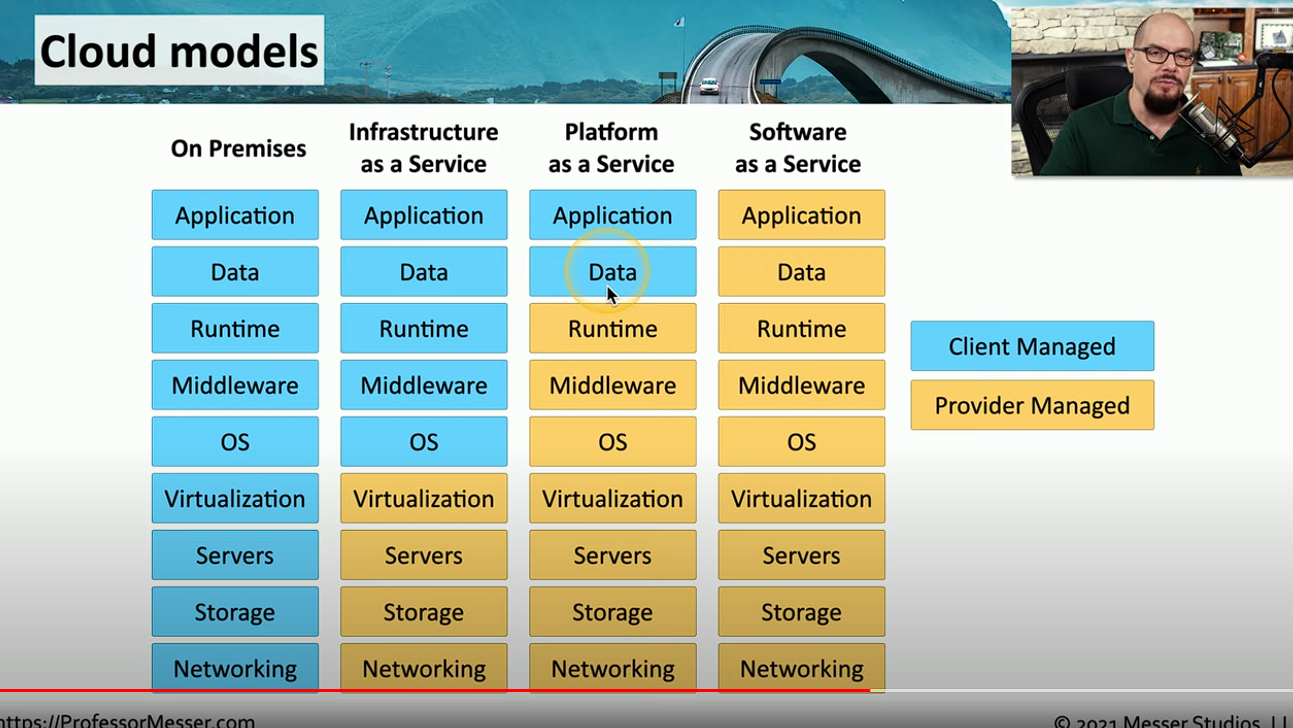 Cloud models
On Premises
Infrastructure
as a Service
Platform
as a Service
Software
as a Service
Application
Application
Application
Application
Data
Data
Data
Data
Runtime
Runtime
Runtime
Runtime
Middleware
Middleware
Middleware
Middleware
OS
OS
OS
OS
Virtualization
Virtualization
Virtualization
Virtualization
Servers
Servers
Servers
Servers
Storage
Storage
Storage
Storage
Networking
Networking
Networking
Networking
Client Managed
Provider Managed
https://ProfessorMesser.com
© 2021 Messer Studios,